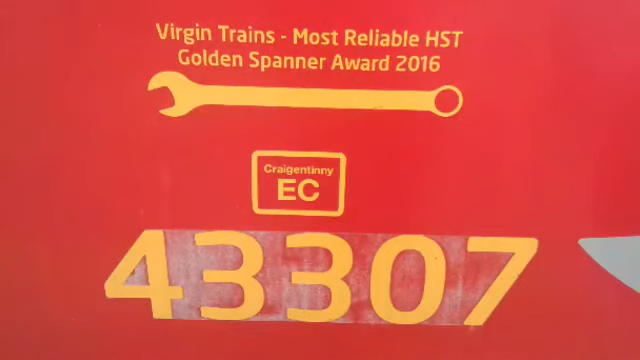 Virgin Trains - Most Reliable HST
Golden Spanner Award 2016
Craigentinny
EC
43307